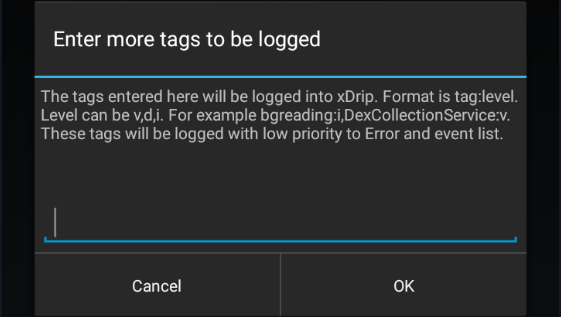 Enter more tags to be logged
The tags entered here will be logged into xDrip. Format is tag:level.
Level can be v,d,i. For example bgreading:i,DexCollectionService:v.
These tags will be logged with low priority to Error and event list.
Cancel OK